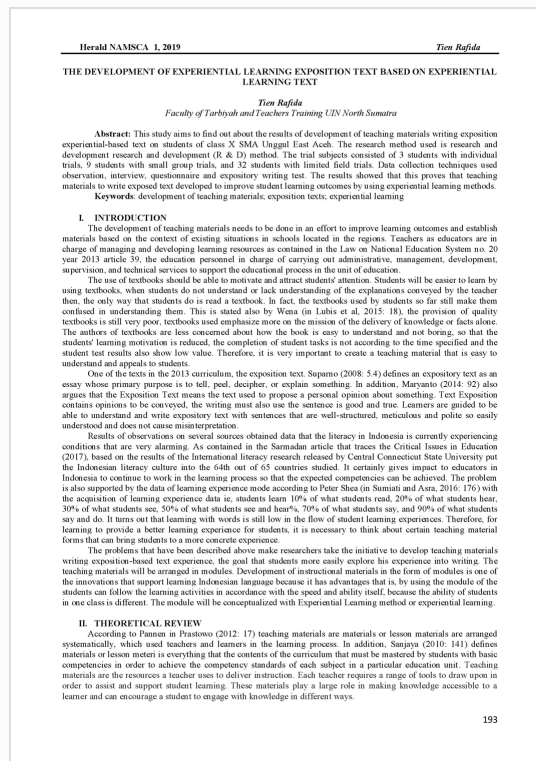 Herald NAMSCA 1, 2019 Tien Rafida
THE DEVELOPMENT OF EXPERIENTIAL LEARNING EXPOSITION TEXT BASED ON EXPERIENTIAL
LEARNING TEXT
Tien Rafida
Faculty of Tarbiyah and Teachers Training UIN North Sumatra
Abstract: This study aims to find out about the results of development of teaching materials writing exposition
experiential-based text on students of class X SMA Unggul East Aceh. The research method used is research and
development research and development (R & D) method. The trial subjects consisted of 3 students with individual
trials, 9 students with small group trials, and 32 students with limited field trials. Data collection techniques used
observation, interview, questionnaire and expository writing test. The results showed that this proves that teaching
materials to write exposed text developed to improve student learning outcomes by using experiential learning methods.
Keywords: development of teaching materials; exposition texts; experiential learning
I. INTRODUCTION
The development of teaching materials needs to be done in an effort to improve learning outcomes and establish
materials based on the context of existing situations in schools located in the regions. Teachers as educators are in
charge of managing and developing learning resources as contained in the Law on National Education System no. 20
year 2013 article 39, the education personnel in charge of carrying out administrative, management, development,
supervision, and technical services to support the educational process in the unit of education.
The use of textbooks should be able to motivate and attract students' attention. Students will be easier to learn by
using textbooks, when students do not understand or lack understanding of the explanations conveyed by the teacher
then, the only way that students do is read a textbook. In fact, the textbooks used by students so far still make them
confused in understanding them. This is stated also by Wena (in Lubis et al, 2015: 18), the provision of quality
textbooks is still very poor, textbooks used emphasize more on the mission of the delivery of knowledge or facts alone.
The authors of textbooks are less concerned about how the book is easy to understand and not boring, so that the
students' learning motivation is reduced, the completion of student tasks is not according to the time specified and the
student test results also show low value. Therefore, it is very important to create a teaching material that is easy to
understand and appeals to students.
One of the texts in the 2013 curriculum, the exposition text. Suparno (2008: 5.4) defines an expository text as an
essay whose primary purpose is to tell, peel, decipher, or explain something. In addition, Maryanto (2014: 92) also
argues that the Exposition Text means the text used to propose a personal opinion about something. Text Exposition
contains opinions to be conveyed, the writing must also use the sentence is good and true. Learners are guided to be
able to understand and write expository text with sentences that are well-structured, meticulous and polite so easily
understood and does not cause misinterpretation.
Results of observations on several sources obtained data that the literacy in Indonesia is currently experiencing
conditions that are very alarming. As contained in the Sarmadan article that traces the Critical Issues in Education
(2017), based on the results of the International literacy research released by Central Connecticut State University put
the Indonesian literacy culture into the 64th out of 65 countries studied. It certainly gives impact to educators in
Indonesia to continue to work in the learning process so that the expected competencies can be achieved. The problem
is also supported by the data of learning experience mode according to Peter Shea (in Sumiati and Asra, 2016: 176) with
the acquisition of learning experience data ie, students learn 10% of what students read, 20% of what students hear,
30% of what students see, 50% of what students see and hear%, 70% of what students say, and 90% of what students
say and do. It turns out that learning with words is still low in the flow of student learning experiences. Therefore, for
learning to provide a better learning experience for students, it is necessary to think about certain teaching material
forms that can bring students to a more concrete experience.
The problems that have been described above make researchers take the initiative to develop teaching materials
writing exposition-based text experience, the goal that students more easily explore his experience into writing. The
teaching materials will be arranged in modules. Development of instructional materials in the form of modules is one of
the innovations that support learning Indonesian language because it has advantages that is, by using the module of the
students can follow the learning activities in accordance with the speed and ability itself, because the ability of students
in one class is different. The module will be conceptualized with Experiential Learning method or experiential learning.
II. THEORETICAL REVIEW
According to Pannen in Prastowo (2012: 17) teaching materials are materials or lesson materials are arranged
systematically, which used teachers and learners in the learning process. In addition, Sanjaya (2010: 141) defines
materials or lesson meteri is everything that the contents of the curriculum that must be mastered by students with basic
competencies in order to achieve the competency standards of each subject in a particular education unit. Teaching
materials are the resources a teacher uses to deliver instruction. Each teacher requires a range of tools to draw upon in
order to assist and support student learning. These materials play a large role in making knowledge accessible to a
learner and can encourage a student to engage with knowledge in different ways.
193